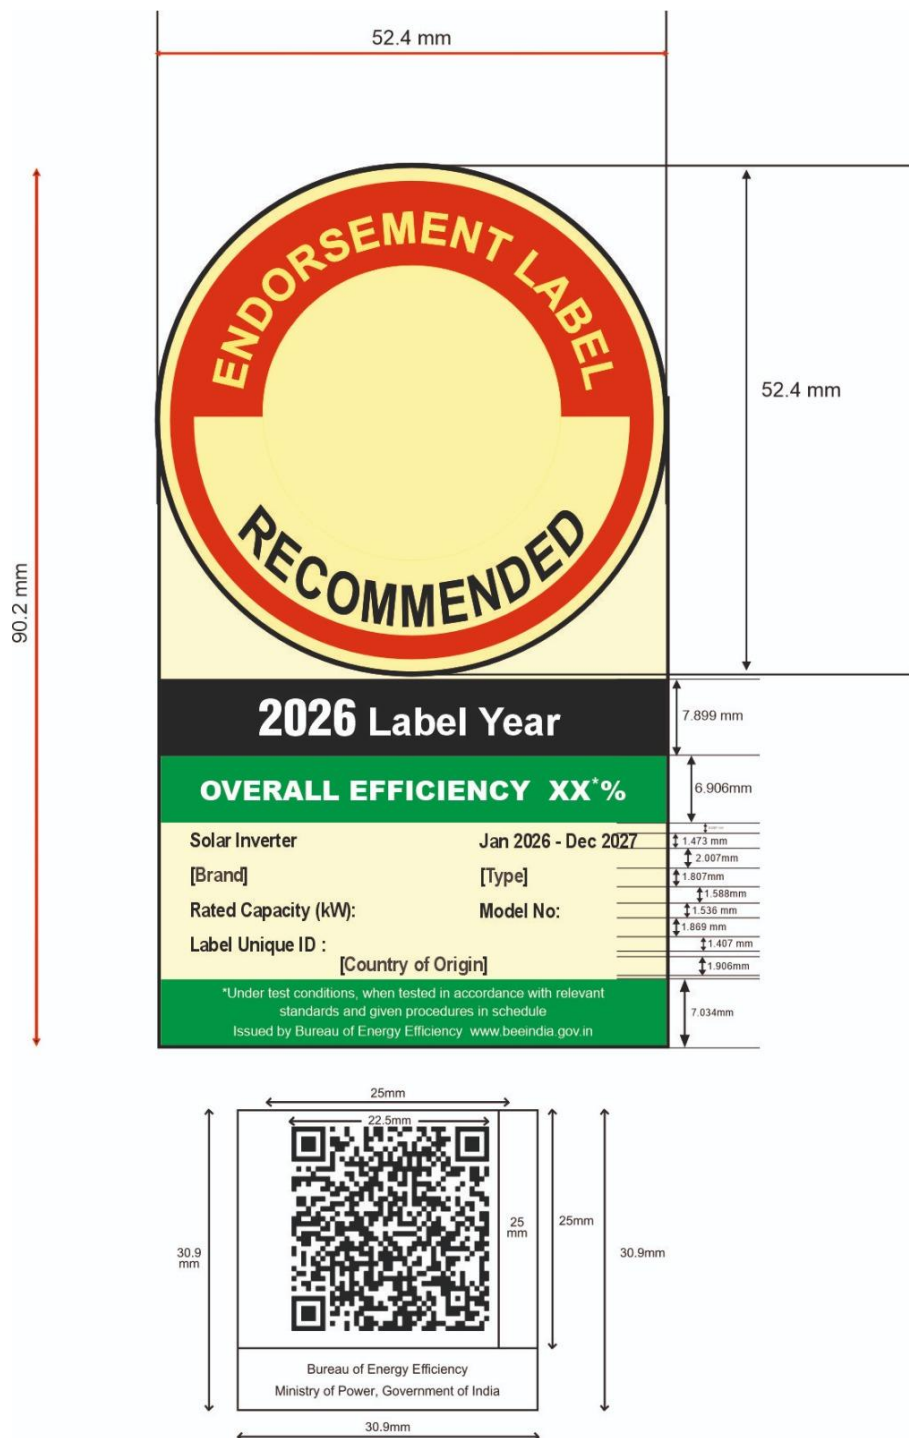 52.4 mm
ENDORSEMENT LABEL
52.4 mm
RECOMMENDED
90.2 mm
2026 Label Year
7.899 mm
OVERALL EFFICIENCY XX*%
6.906mm
Solar Inverter Jan 2026 - Dec 2027
1.473 mm
2.007mm
[Brand] [Type]
1.807mm
1.588mm
Rated Capacity (kW): Model No:
1.536 mm
1.869 mm
Label Unique ID :
1.407 mm
[Country of Origin]
1.906mm
*Under test conditions, when tested in accordance with relevant
standards and given procedures in schedule
Issued by Bureau of Energy Efficiency www.beeindia.gov.in
7.034mm
25mm
22.5mm
25
mm
25mm
30.9
mm
30.9mm
Bureau of Energy Efficiency
Ministry of Power, Government of India
30.9mm